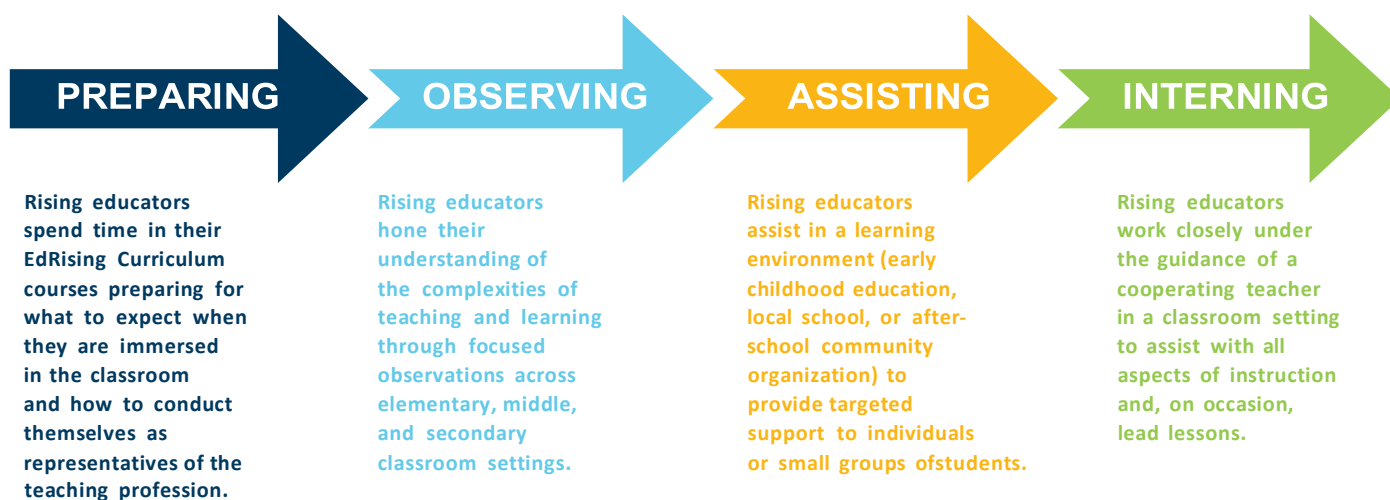 PREPARING
OBSERVING
ASSISTING
INTERNING
Rising educators
spend time in their
EdRising Curriculum
courses preparing for
what to expect when
they are immersed
in the classroom
and how to conduct
themselves as
representatives of the
teaching profession.
Rising educators
hone their
understanding of
the complexities of
teaching and learning
through focused
observations across
elementary, middle,
and secondary
classroom settings.
Rising educators
assist in a learning
environment (early
childhood education,
local school, or after-
school community
organization) to
provide targeted
support to individuals
or small groups ofstudents.
Rising educators
work closely under
the guidance of a
cooperating teacher
in a classroom setting
to assist with all
aspects of instruction
and, on occasion,
lead lessons.